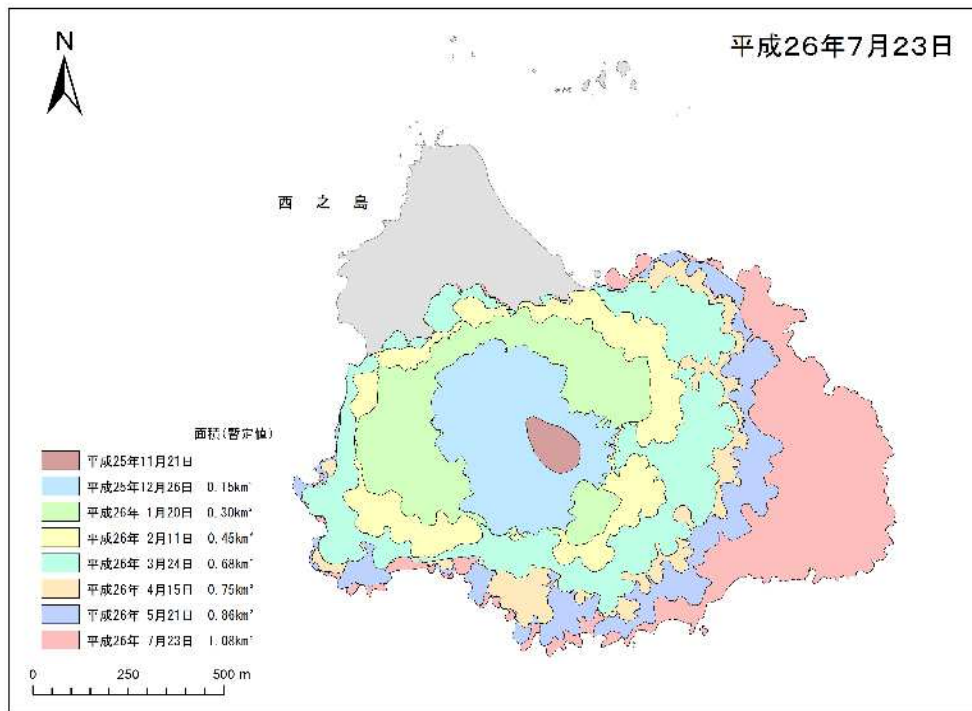 N
平成26年7月23日
西之島
面積(暫定値)
平成25年11月21日
平成25年12月26日 0.15km²
平成26年 1月20日 0.30km²
平成26年 2月11日 0.45km²
平成26年 3月24日 0.68km²
平成26年 4月15日 0.75km²
平成26年 5月21日 0.86km²
平成26年 7月23日 1.08km²
0 250 500 m